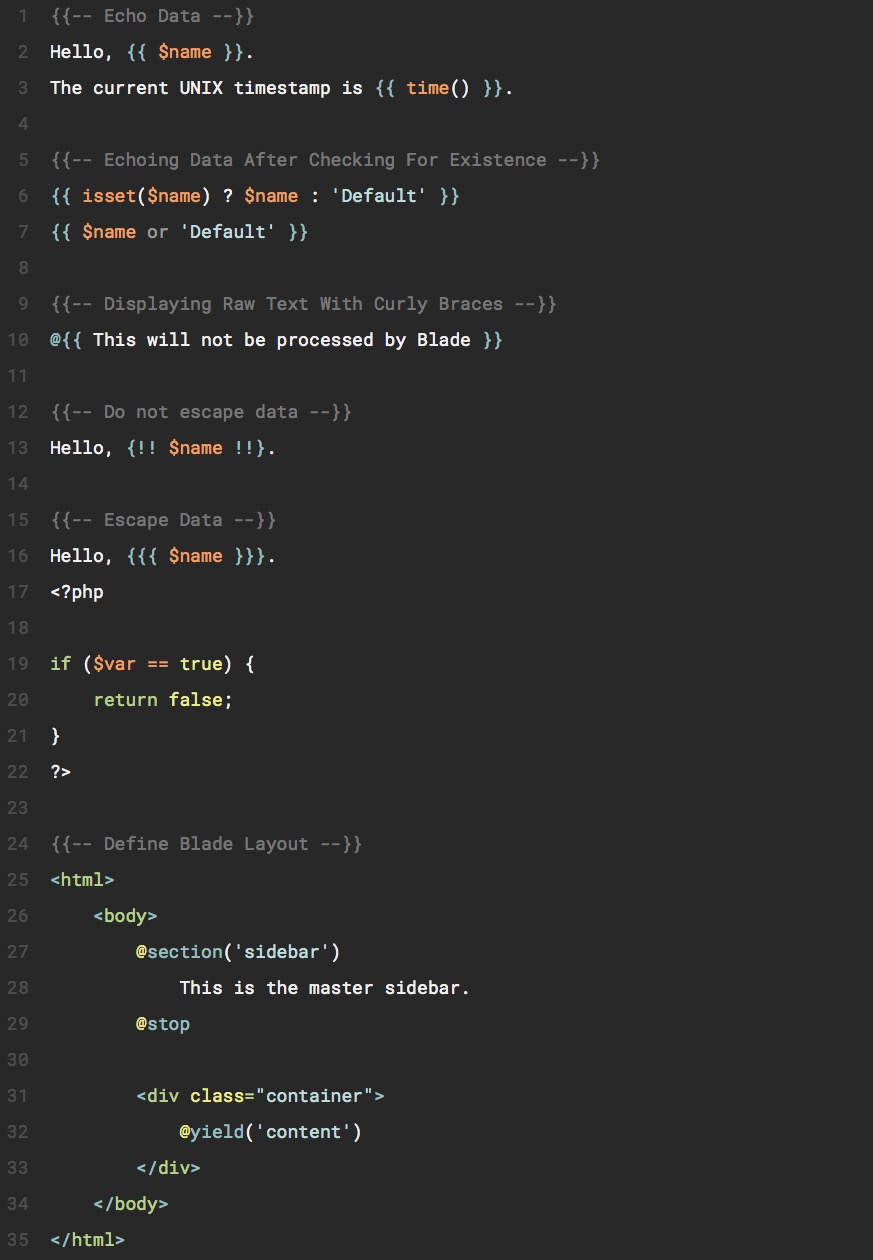 1 {{-- Echo Data --}}
2 Hello, {{ $name }}.
3 The current UNIX timestamp is {{ time() }}.
4
5 {{-- Echoing Data After Checking For Existence --}}
6 {{ isset($name) ? $name : 'Default' }}
7 {{ $name or 'Default' }}
8
9 {{-- Displaying Raw Text With Curly Braces --}}
10 @{{ This will not be processed by Blade }}
11
12 {{-- Do not escape data --}}
13 Hello, {!! $name !!}.
14
15 {{-- Escape Data --}}
16 Hello, {{{ $name }}}.
17 <?php
18
19 if ($var == true) {
20     return false;
21 }
22 ?>
23
24 {{-- Define Blade Layout --}}
25 <html>
26     <body>
27         @section('sidebar')
28             This is the master sidebar.
29         @stop
30
31         <div class="container">
32             @yield('content')
33         </div>
34     </body>
35 </html>